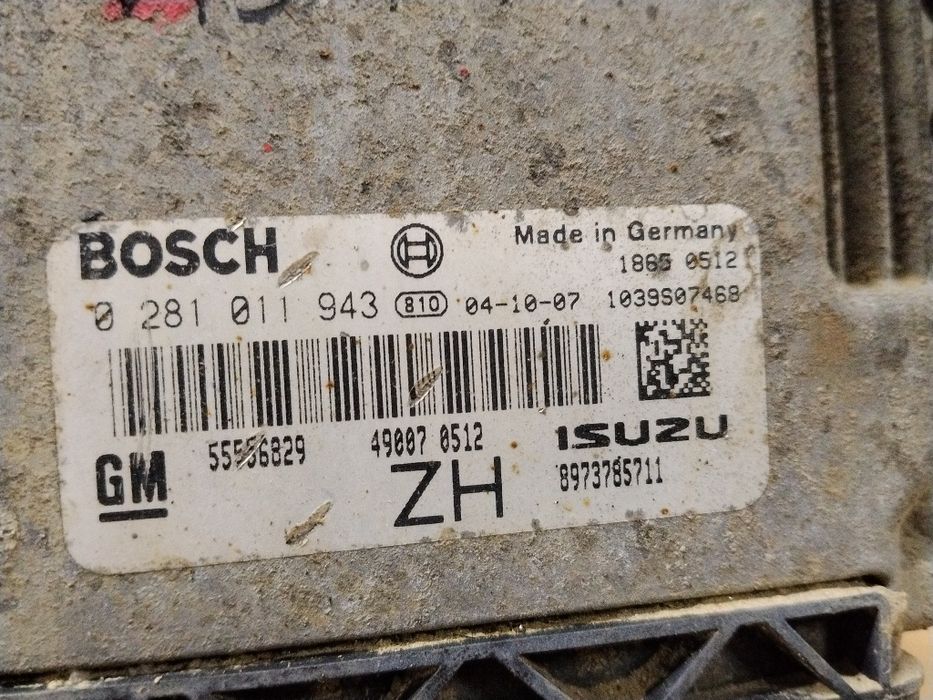 BOSCH Made in Germany
1865 0512
0 281 011 943 810 04-10-07 1039S07468
55556829 49007 0512 ISUZU
GM ZH 8973785711